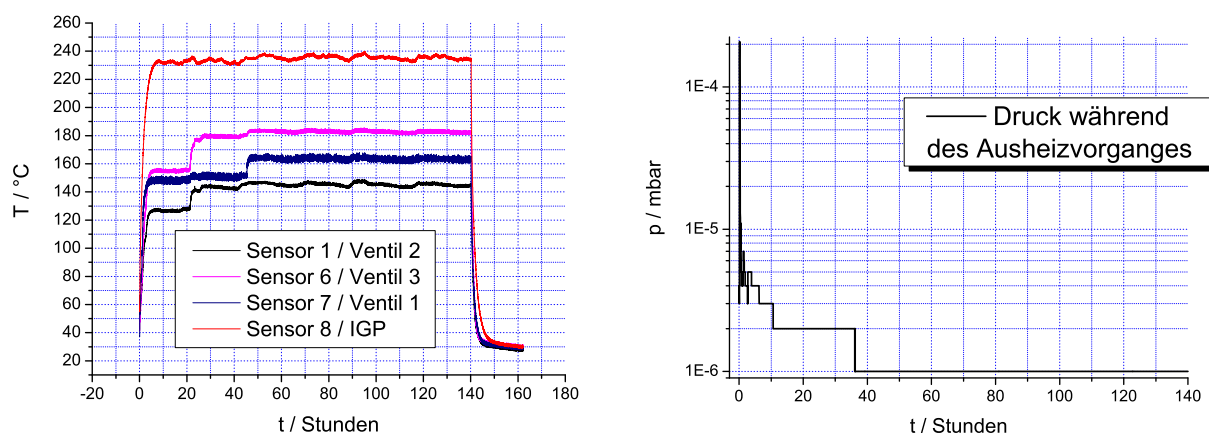 260
240
220
200
180
160
140
120
100
80
60
40
20
T / °C
Sensor 1 / Ventil 2
Sensor 6 / Ventil 3
Sensor 7 / Ventil 1
Sensor 8 / IGP
-20 0 20 40 60 80 100 120 140 160 180
t / Stunden
1E-4
1E-5
1E-6
p / mbar
Druck während
des Ausheizvorganges
0 20 40 60 80 100 120 140
t / Stunden